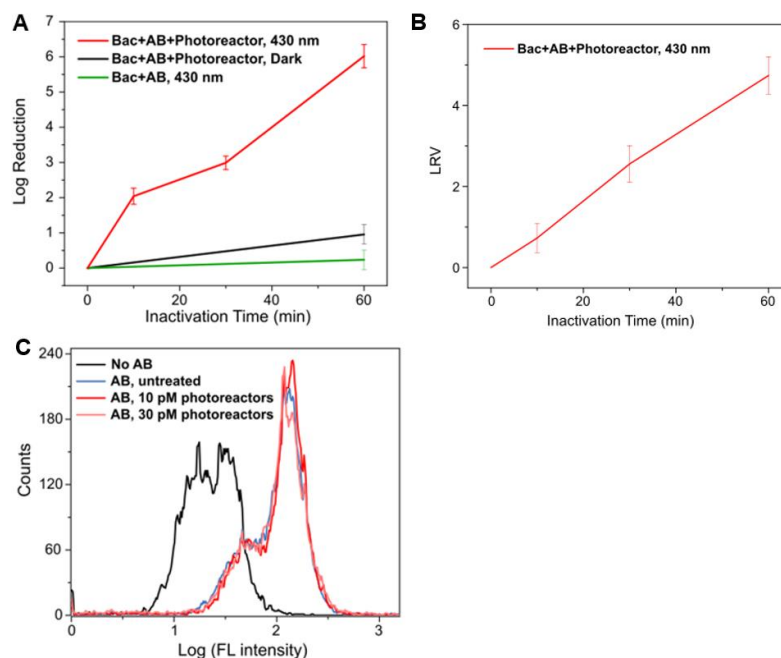 A
Bac+AB+Photoreactor, 430 nm
Bac+AB+Photoreactor, Dark
Bac+AB, 430 nm
Log Reduction
7
6
5
4
3
2
1
0
0 20 40 60
Inactivation Time (min)
B
Bac+AB+Photoreactor, 430 nm
LRV
6
4
2
0
0 20 40 60
Inactivation Time (min)
C
No AB
AB, untreated
AB, 10 pM photoreactors
AB, 30 pM photoreactors
Counts
240
180
120
60
0
0 1 2 3
Log (FL intensity)